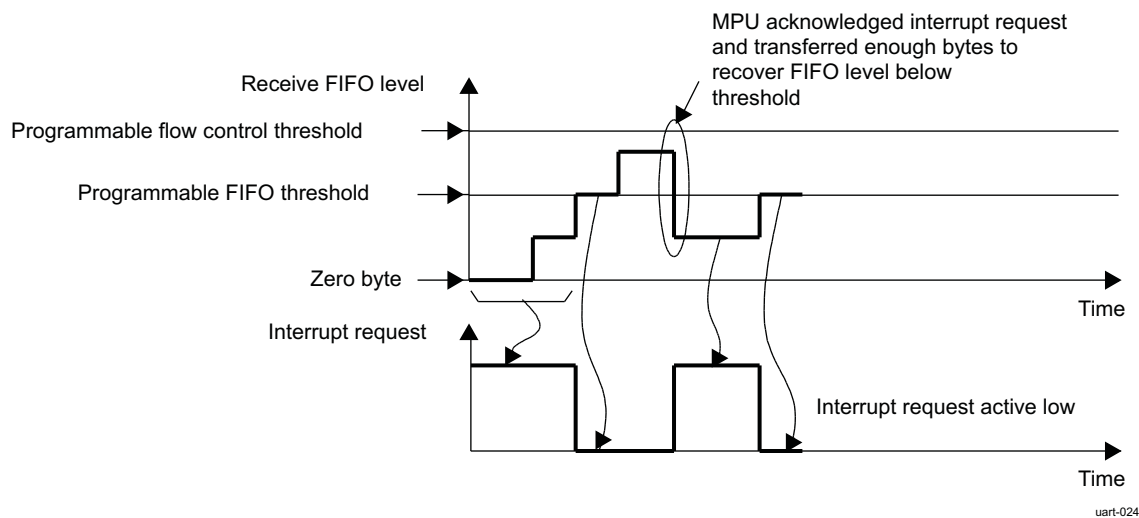 MPU acknowledged interrupt request
and transferred enough bytes to
recover FIFO level below
threshold
Receive FIFO level
Programmable flow control threshold
Programmable FIFO threshold
Zero byte
Time
Interrupt request
Interrupt request active low
Time
uart-024